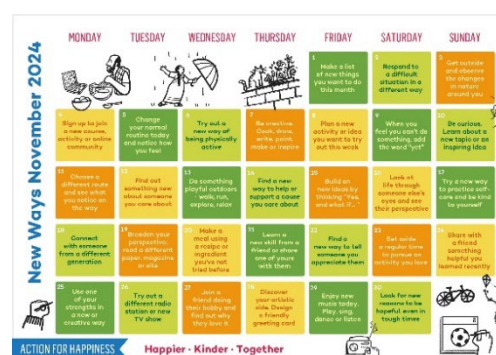 New Ways November 2024
MONDAY TUESDAY WEDNESDAY THURSDAY FRIDAY SATURDAY SUNDAY
1
Make a list
of new things
you want to do
this month
2
Respond to
a difficult
situation in a
different way
3
Get outside
and observe
the changes
in nature
around you
4
Sign up to join
a new course,
activity or online
community
5
Change
your normal
routine today
and notice how
you feel
6
Try out a
new way of
being physically
active
7
Be creative.
Cook, draw,
write, paint,
make or inspire
8
Plan a new
activity or idea
you want to try
out this week
9
When you
feel you can't do
something, add
the word "yet"
10
Be curious.
Learn about a
new topic or an
inspiring idea
11
Choose a
different route
and see what
you notice on
the way
12
Find out
something new
about someone
you care about
13
Do something
playful outdoors
- walk, run,
explore, relax
14
Find a new
way to help or
support a cause
you care about
15
Build on
new ideas by
thinking "Yes,
and what if..."
16
Look at
life through
someone else's
eyes and see
their perspective
17
Try a new way
to practice self-
care and be kind
to yourself
18
Connect
with someone
from a different
generation
19
Broaden your
perspective:
read a different
paper, magazine
or site
20
Make a
meal using
a recipe or
ingredient
you've not
tried before
21
Learn a
new skill from
a friend or share
one of yours
with them
22
Find a
new way to tell
someone you
appreciate them
23
Set aside
a regular time
to pursue an
activity you love
24
Share with
a friend
something
helpful you
learned recently
25
Use one
of your
strengths in
a new or
creative way
26
Try out a
different radio
station or new
TV show
27
Join a
friend doing
their hobby and
find out why
they love it
28
Discover
your artistic
side. Design
a friendly
greeting card
29
Enjoy new
music today.
Play, sing,
dance or listen
30
Look for new
reasons to be
hopeful even in
tough times
ACTION FOR HAPPINESS
Happier · Kinder · Together